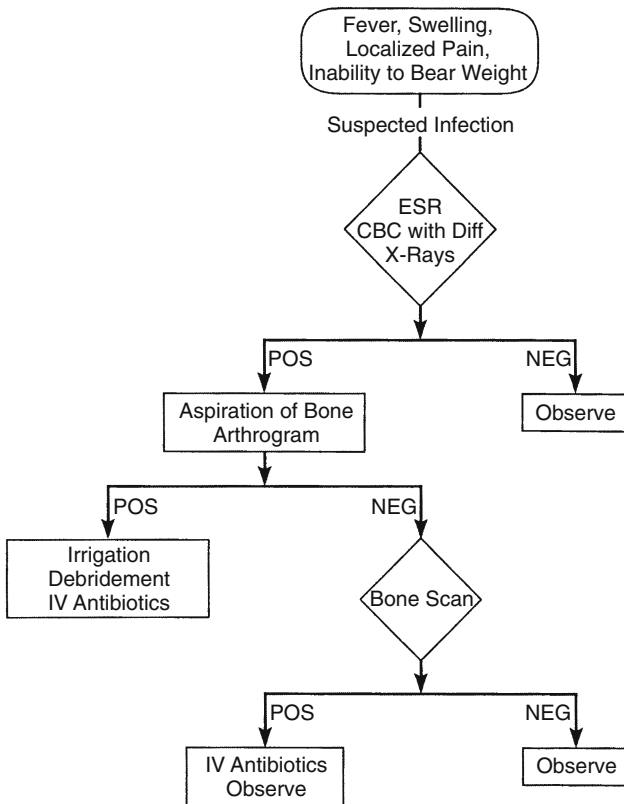 Fever, Swelling,
Localized Pain,
Inability to Bear Weight
Suspected Infection
ESR
CBC with Diff
X-Rays
POS
NEG
Aspiration of Bone
Arthrogram
Observe
POS
NEG
Irrigation
Debridement
IV Antibiotics
Bone Scan
POS
NEG
IV Antibiotics
Observe
Observe